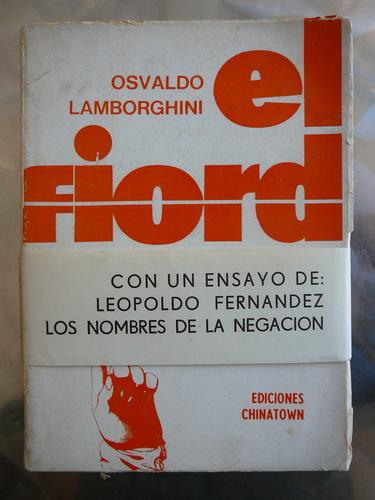 OSVALDO
LAMBORGHINI
el
fiord
CON UN ENSAYO DE:
LEOPOLDO FERNANDEZ
LOS NOMBRES DE LA NEGACION
EDICIONES
CHINATOWN